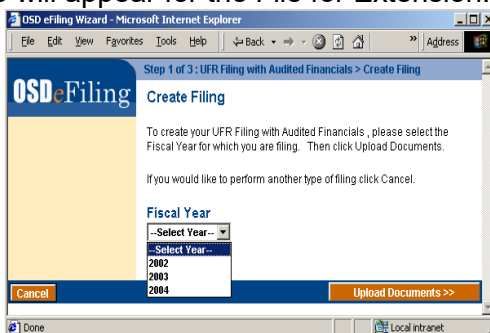 will appear for the File for Extension.
OSD eFiling Wizard - Microsoft Internet Explorer
File Edit View Favorites Tools Help Back » Address
Step 1 of 3 : UFR Filing with Audited Financials > Create Filing
OSDeFiling
Create Filing
To create your UFR Filing with Audited Financials , please select the
Fiscal Year for which you are filing. Then click Upload Documents.
If you would like to perform another type of filing click Cancel.
Fiscal Year
--Select Year--
--Select Year--
2002
2003
2004
Cancel Upload Documents >>
Done Local intranet